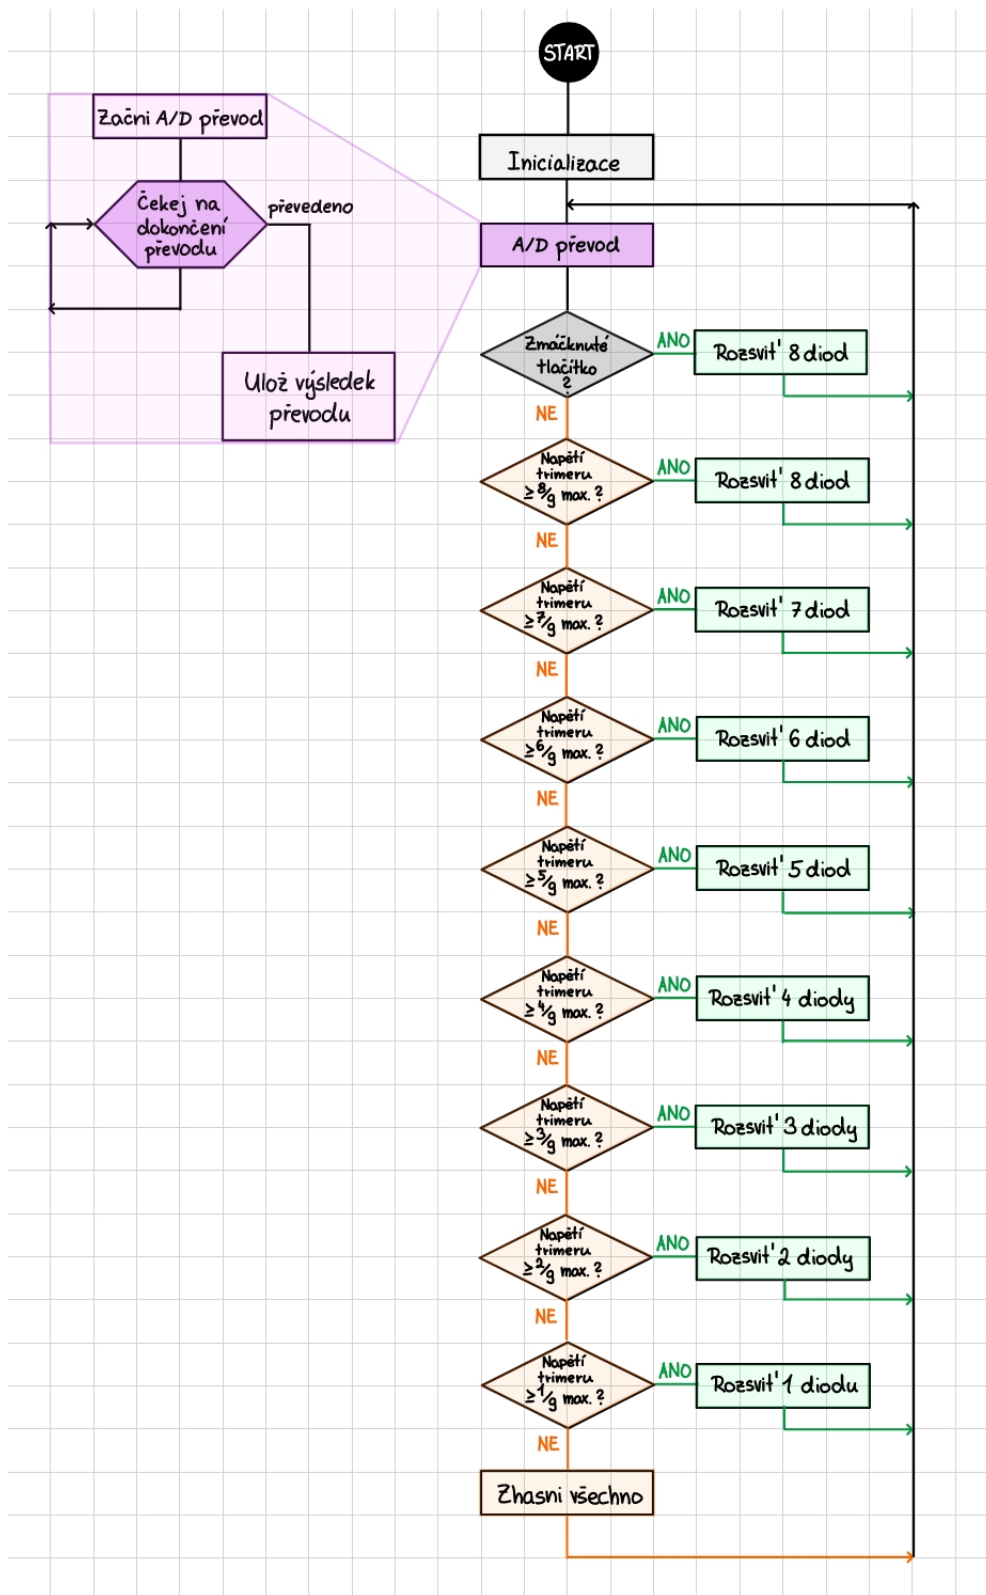 START
Inicializace
A/D převod
Začni A/D převod
Čekej na
dokončení
převodu
převedeno
Ulož výsledek
převodu
Zmáčknuté
tlačítko
?
ANO
Rozsviť 8 diod
NE
Napětí
trimeru
≥8/9 max. ?
ANO
Rozsviť 8 diod
NE
Napětí
trimeru
≥7/9 max. ?
ANO
Rozsviť 7 diod
NE
Napětí
trimeru
≥6/9 max. ?
ANO
Rozsviť 6 diod
NE
Napětí
trimeru
≥5/9 max. ?
ANO
Rozsviť 5 diod
NE
Napětí
trimeru
≥4/9 max. ?
ANO
Rozsviť 4 diody
NE
Napětí
trimeru
≥3/9 max. ?
ANO
Rozsviť 3 diody
NE
Napětí
trimeru
≥2/9 max. ?
ANO
Rozsviť 2 diody
NE
Napětí
trimeru
≥1/9 max. ?
ANO
Rozsviť 1 diodu
NE
Zhasni všechno